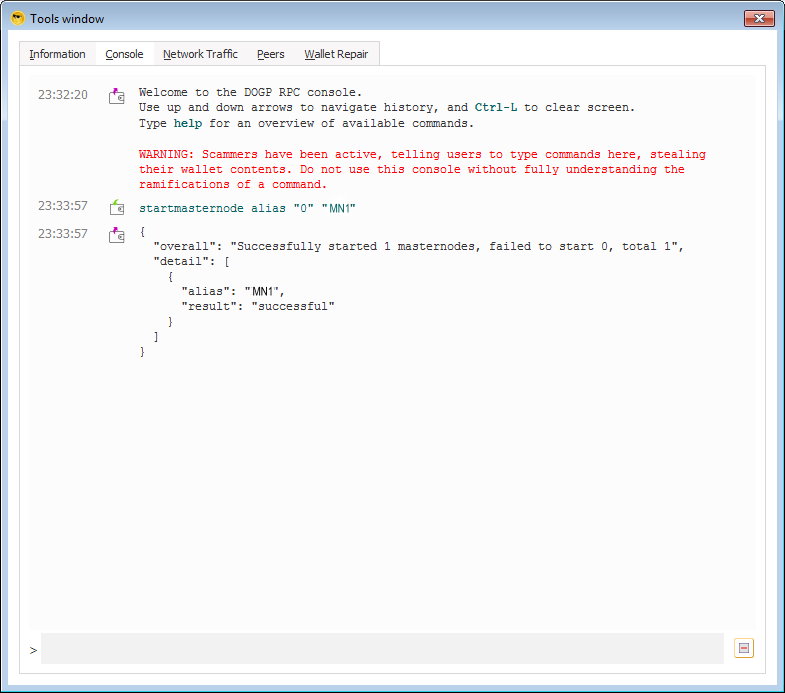 Tools window
Information Console Network Traffic Peers Wallet Repair
23:32:20 Welcome to the DOGP RPC console.
Use up and down arrows to navigate history, and Ctrl-L to clear screen.
Type help for an overview of available commands.
WARNING: Scammers have been active, telling users to type commands here, stealing
their wallet contents. Do not use this console without fully understanding the
ramifications of a command.
23:33:57 startmasternode alias "0" "MN1"
23:33:57 {
"overall": "Successfully started 1 masternodes, failed to start 0, total 1",
"detail": [
{
"alias": "MN1",
"result": "successful"
}
]
}
>